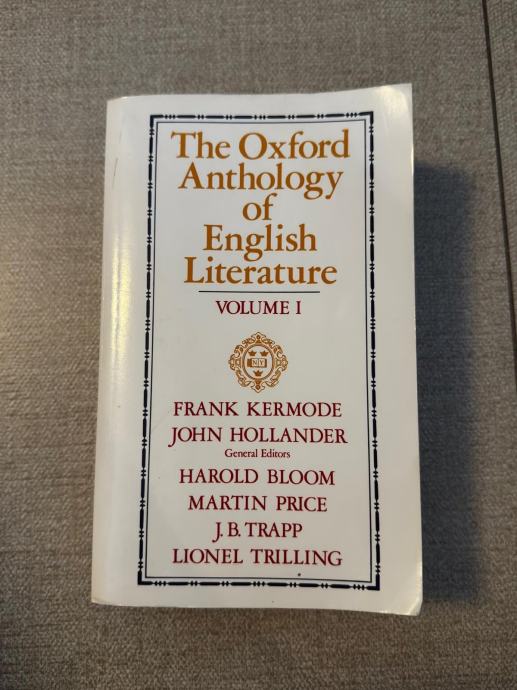 The Oxford
Anthology
of
English
Literature
VOLUME I
NY
FRANK KERMODE
JOHN HOLLANDER
General Editors
HAROLD BLOOM
MARTIN PRICE
J. B. TRAPP
LIONEL TRILLING